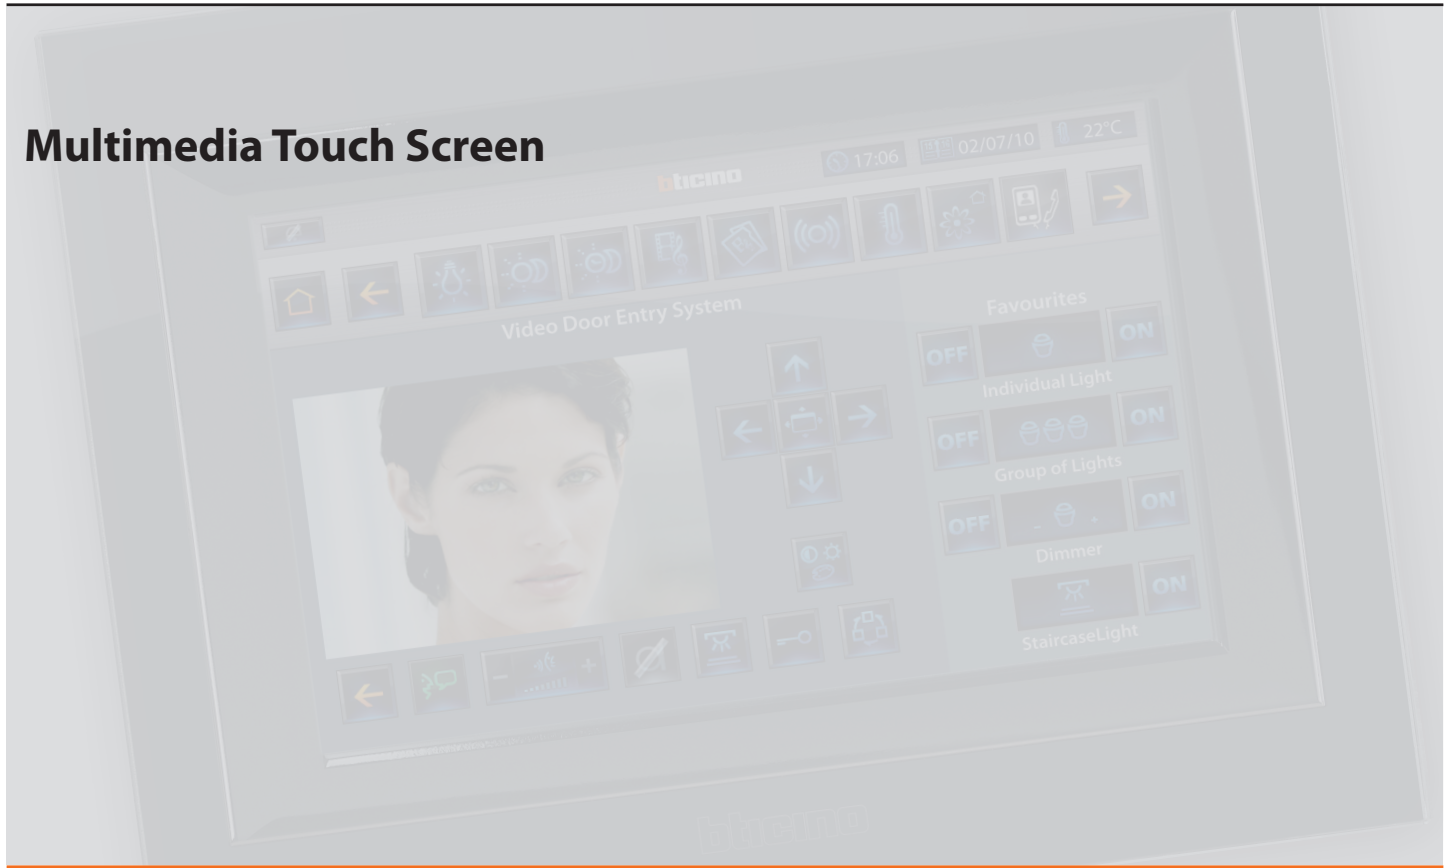 Multimedia Touch Screen
bticino
17:06
02/07/10
22°C
Video Door Entry System
Favourites
OFF
ON
Individual Light
OFF
ON
Group of Lights
OFF
- +
ON
Dimmer
ON
StaircaseLight
- +
bticino